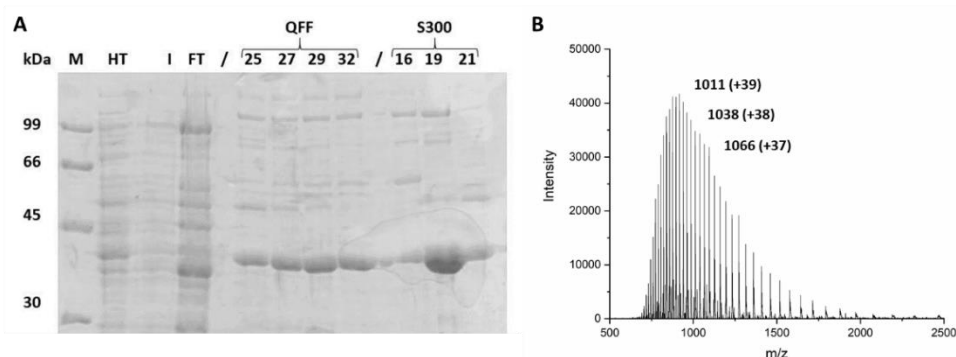 A
QFF
S300
kDa M HT I FT / 25 27 29 32 / 16 19 21
99
66
45
30
B
50000
40000
30000
20000
10000
0
Intensity
1011 (+39)
1038 (+38)
1066 (+37)
500 1000 1500 2000 2500
m/z